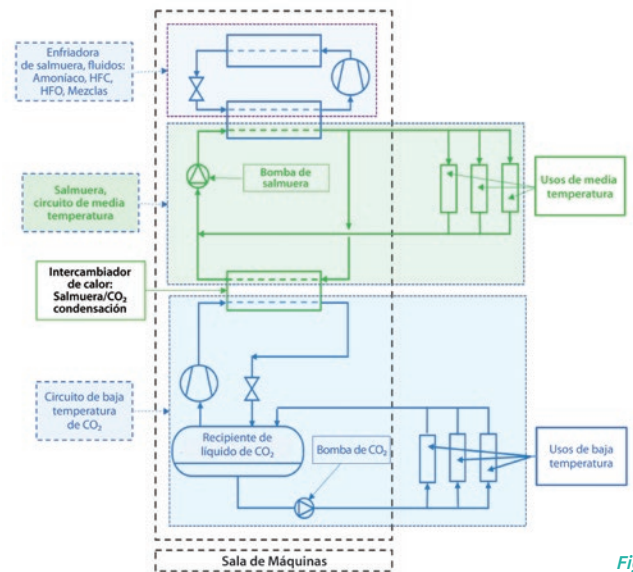 Enfriadora
de salmuera, fluidos:
Amoníaco, HFC,
HFO, Mezclas
Bomba de
salmuera
Usos de media
temperatura
Salmuera,
circuito de media
temperatura
Intercambiador
de calor:
Salmuera/CO₂
condensación
Circuito de baja
temperatura
de CO₂
Recipiente de
líquido de CO₂
Bomba de CO₂
Usos de baja
temperatura
Sala de Máquinas
Fig